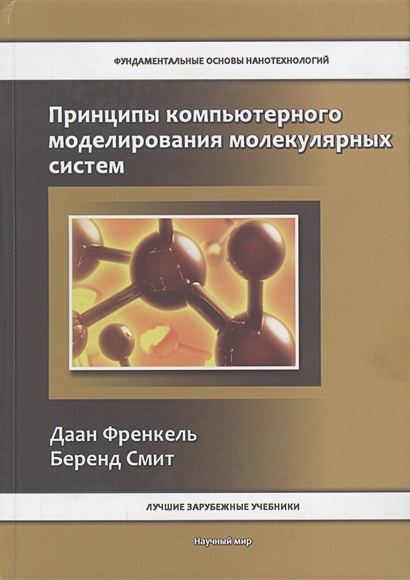 ФУНДАМЕНТАЛЬНЫЕ ОСНОВЫ НАНОТЕХНОЛОГИЙ
Принципы компьютерного
моделирования молекулярных
систем
Даан Френкель
Беренд Смит
ЛУЧШИЕ ЗАРУБЕЖНЫЕ УЧЕБНИКИ
Научный мир